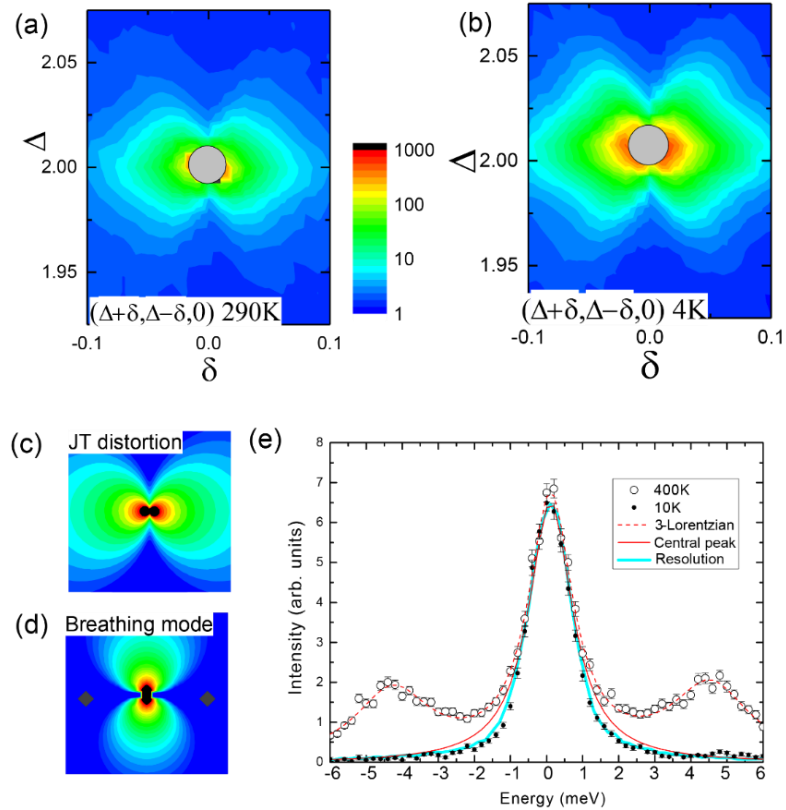 (a)
2.05
Δ
2.00
1.95
(Δ+δ,Δ−δ,0) 290K
-0.1
0.0
0.1
δ
1000
100
10
1
(b)
2.05
Δ
2.00
1.95
(Δ+δ,Δ−δ,0) 4K
-0.1
0.0
0.1
δ
(c)
JT distortion
(d)
Breathing mode
(e)
8
7
6
5
4
3
2
1
0
Intensity (arb. units)
400K
10K
3-Lorentzian
Central peak
Resolution
-6 -5 -4 -3 -2 -1 0 1 2 3 4 5 6
Energy (meV)